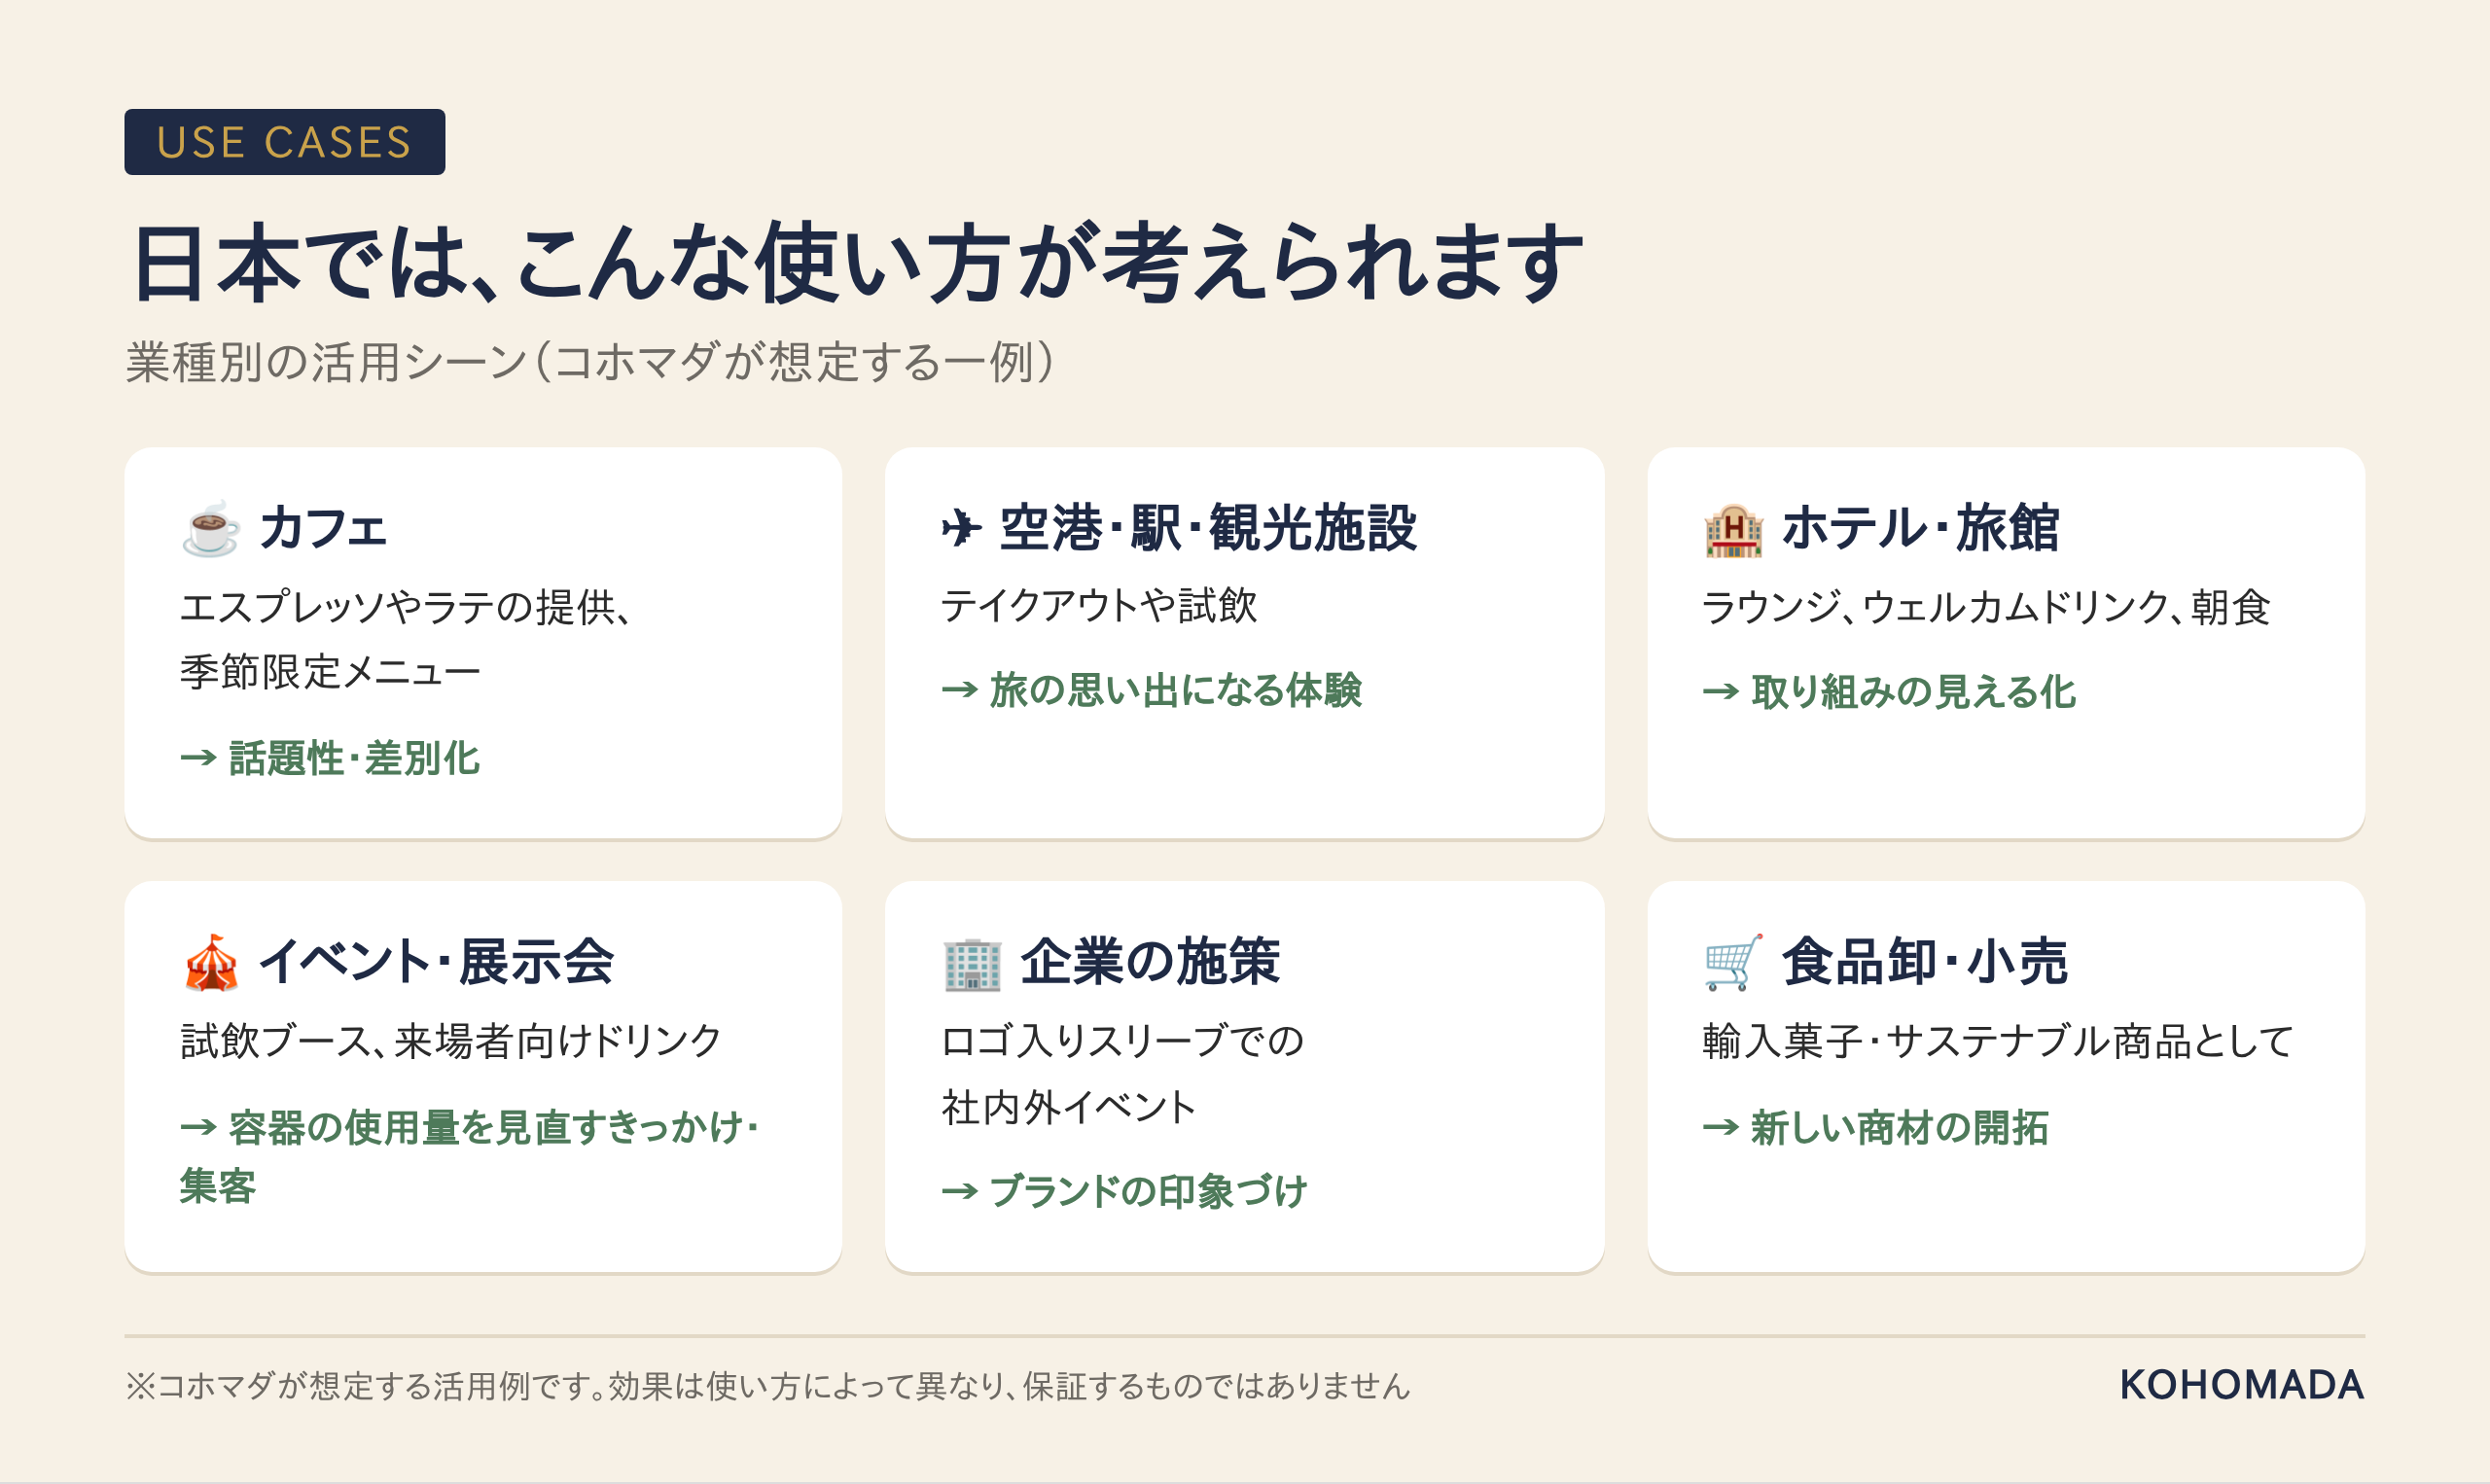 USE CASES
日本では、こんな使い方が考えられます
業種別の活用シーン（コホマダが想定する一例）
☕ カフェ
エスプレッソやラテの提供、
季節限定メニュー
→ 話題性・差別化
✈ 空港・駅・観光施設
テイクアウトや試飲
→ 旅の思い出になる体験
🏨 ホテル・旅館
ラウンジ、ウェルカムドリンク、朝食
→ 取り組みの見える化
🎪 イベント・展示会
試飲ブース、来場者向けドリンク
→ 容器の使用量を見直すきっかけ・
集客
🏢 企業の施策
ロゴ入りスリーブでの
社内外イベント
→ ブランドの印象づけ
🛒 食品卸・小売
輸入菓子・サステナブル商品として
→ 新しい商材の開拓
※コホマダが想定する活用例です。効果は使い方によって異なり、保証するものではありません
KOHOMADA